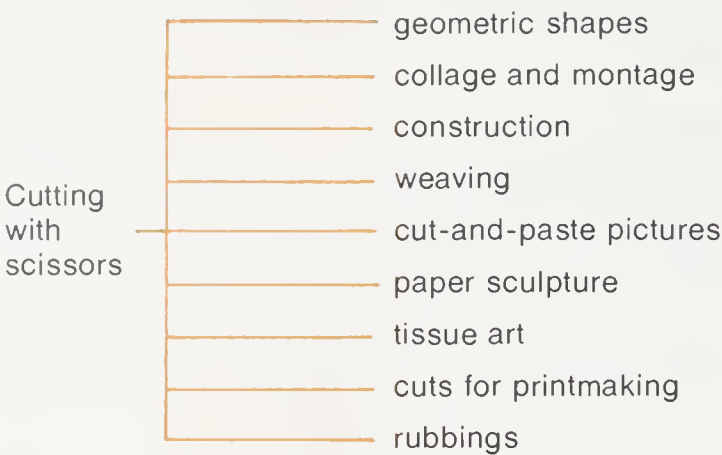 geometric shapes
collage and montage
construction
weaving
Cutting
with
scissors
cut-and-paste pictures
paper sculpture
tissue art
cuts for printmaking
rubbings